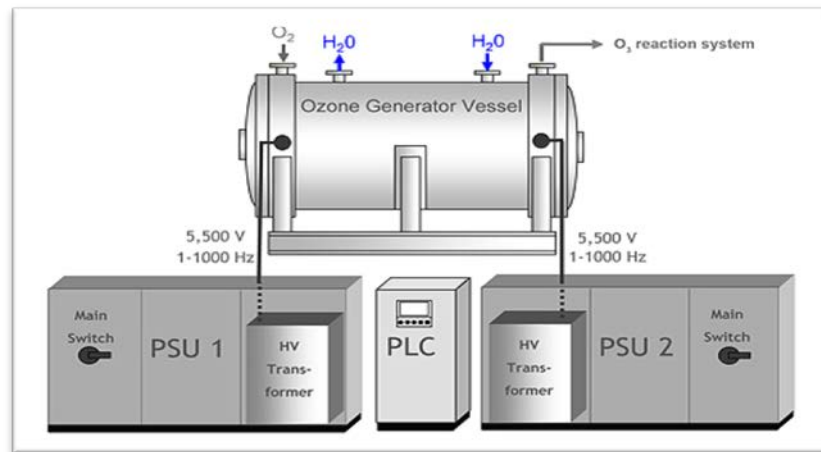 O₂
H₂0
H₂0
O₃ reaction system
Ozone Generator Vessel
5,500 V
1-1000 Hz
5,500 V
1-1000 Hz
Main
Switch
PSU 1
HV
Trans-
former
PLC
HV
Trans-
former
PSU 2
Main
Switch